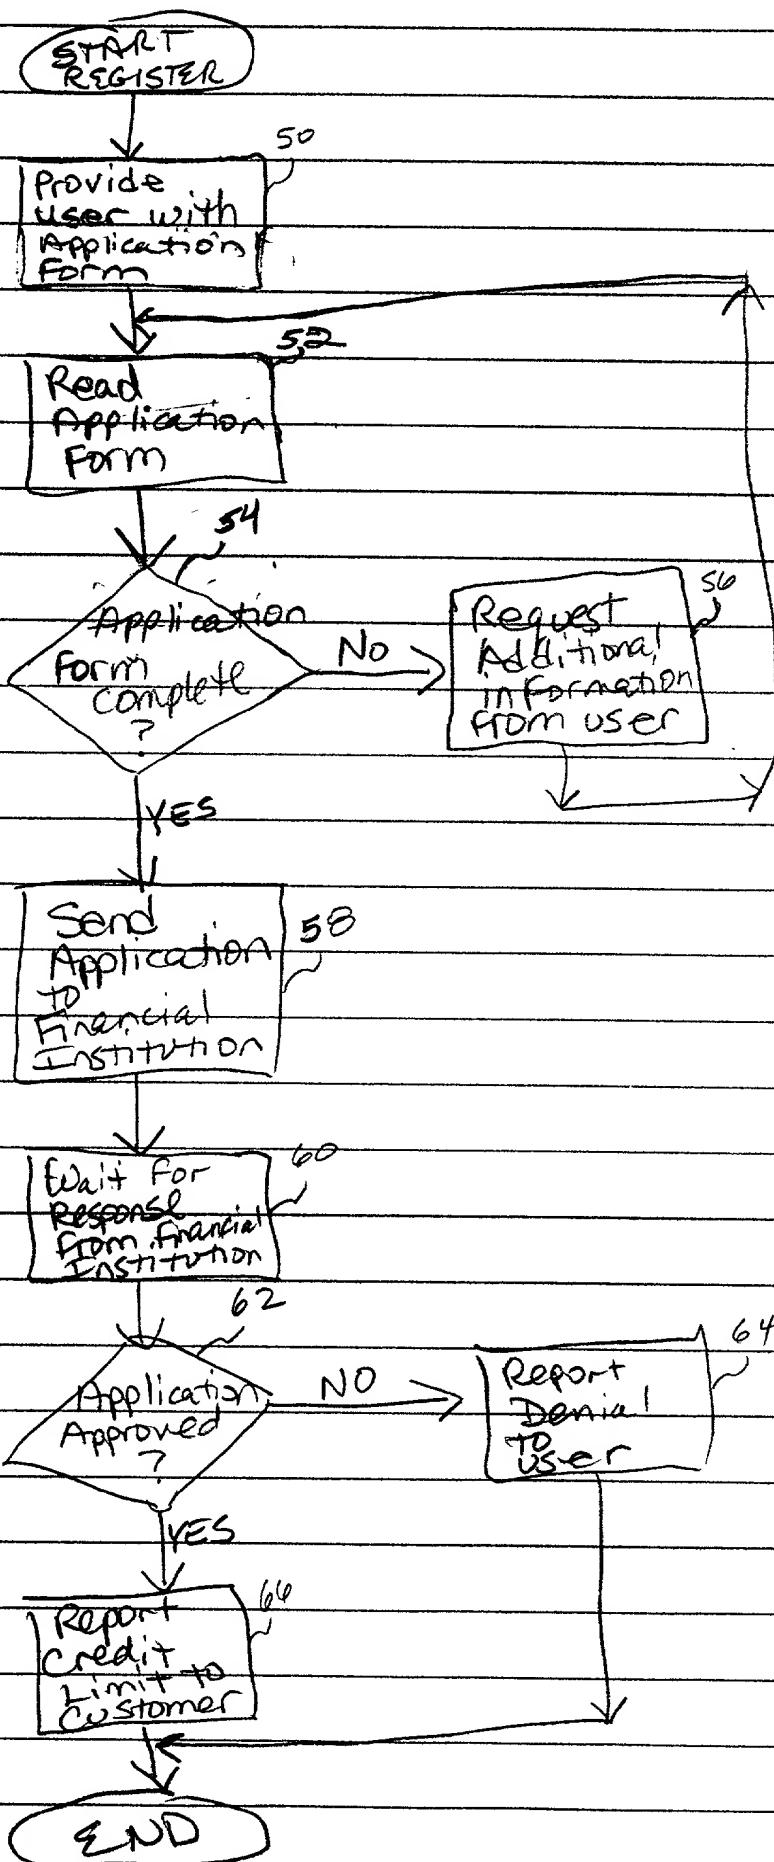 START
REGISTER
50
Provide
user with
Application
Form
52
Read
Application
Form
54
Application
Form
complete
?
NO
56
Request
Additional
information
from user
YES
Send
Application
to
Financial
Institution
58
60
Wait for
Response
from financial
Institution
62
Application
Approved
?
NO
64
Report
Denial
to
user
YES
66
Report
Credit
Limit to
Customer
END